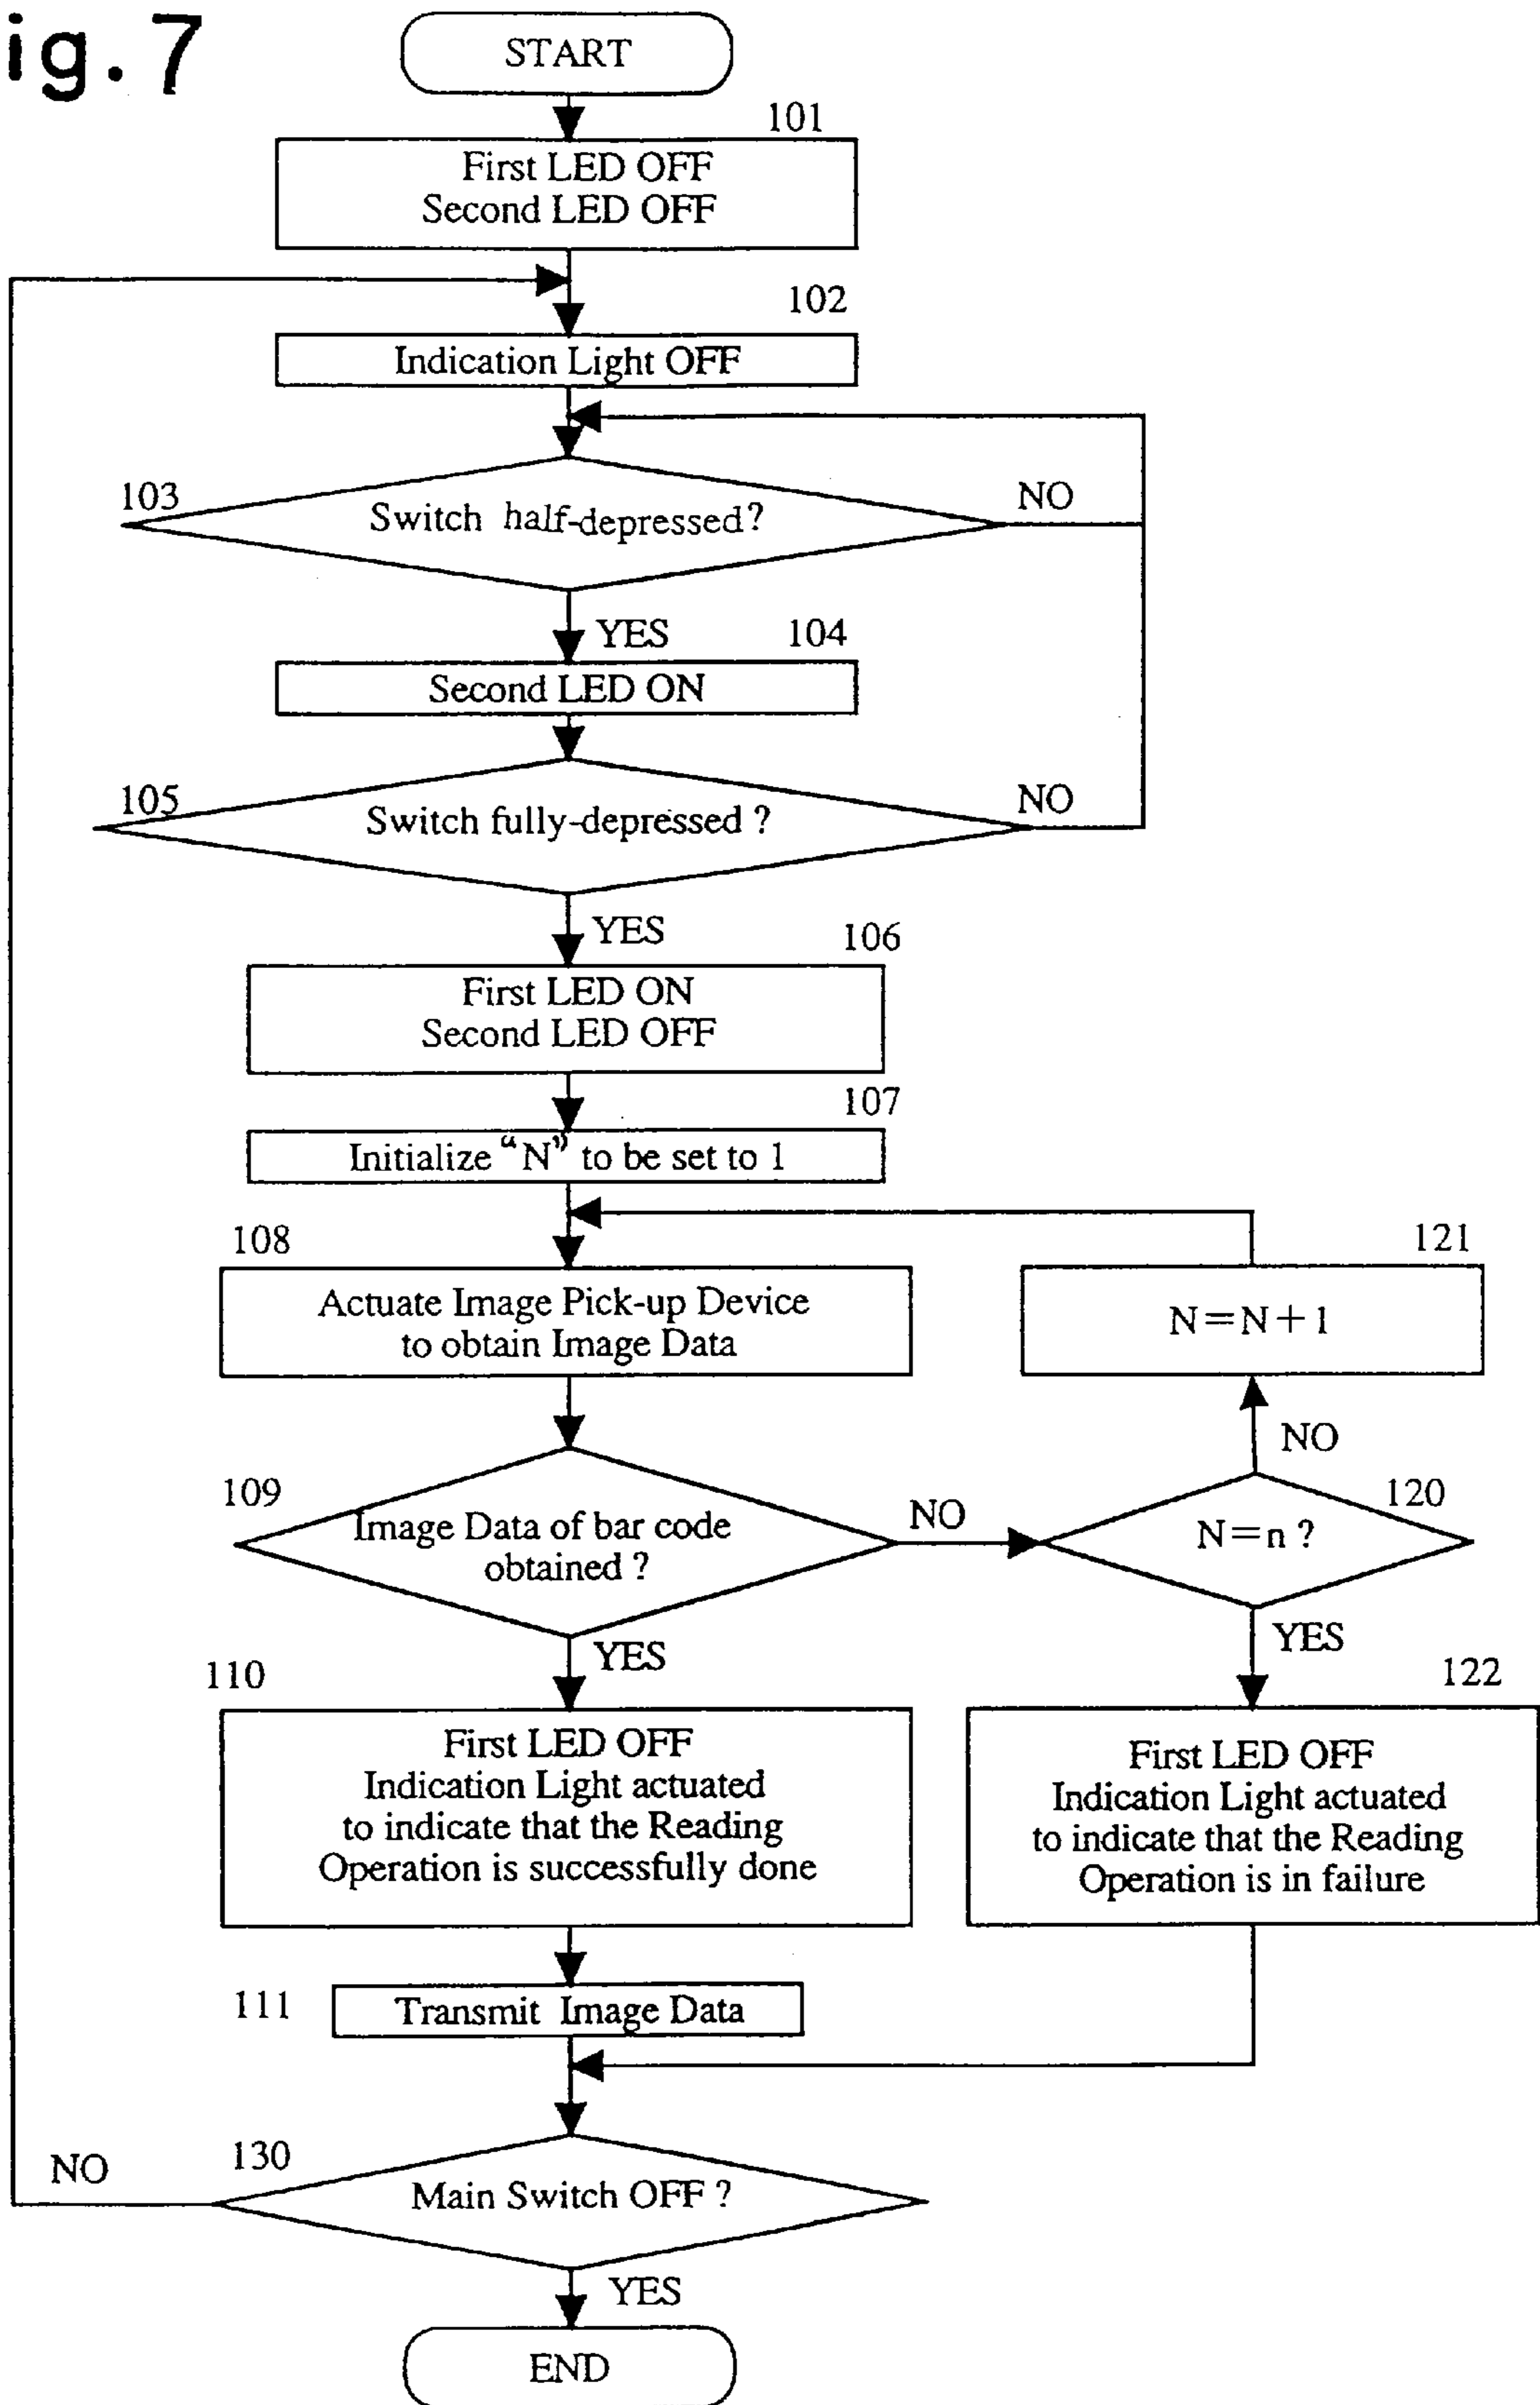 ig. 7
START
101
First LED OFF
Second LED OFF
102
Indication Light OFF
103
Switch half-depressed?
NO
YES
104
Second LED ON
105
Switch fully-depressed ?
NO
YES
106
First LED ON
Second LED OFF
107
Initialize “N” to be set to 1
108
Actuate Image Pick-up Device
to obtain Image Data
121
N=N+1
NO
109
Image Data of bar code
obtained ?
NO
120
N=n ?
YES
YES
110
First LED OFF
Indication Light actuated
to indicate that the Reading
Operation is successfully done
122
First LED OFF
Indication Light actuated
to indicate that the Reading
Operation is in failure
111
Transmit Image Data
130
Main Switch OFF ?
NO
YES
END